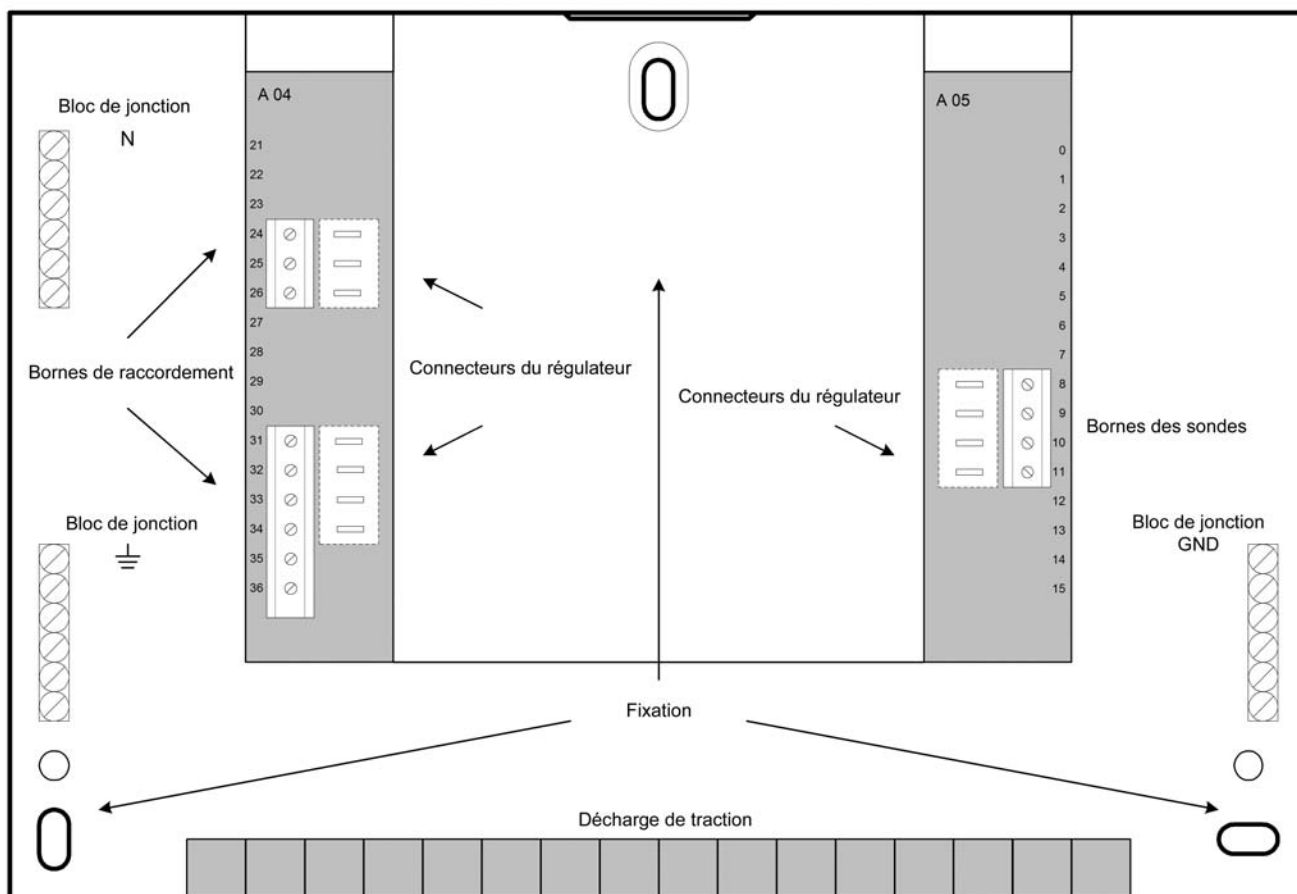 Bloc de jonction
N
A 04
21
22
23
24
25
26
27
28
29
30
31
32
33
34
35
36
Bornes de raccordement
Connecteurs du régulateur
Bloc de jonction
A 05
0
1
2
3
4
5
6
7
8
9
10
11
12
13
14
15
Connecteurs du régulateur
Bornes des sondes
Bloc de jonction
GND
Fixation
Décharge de traction